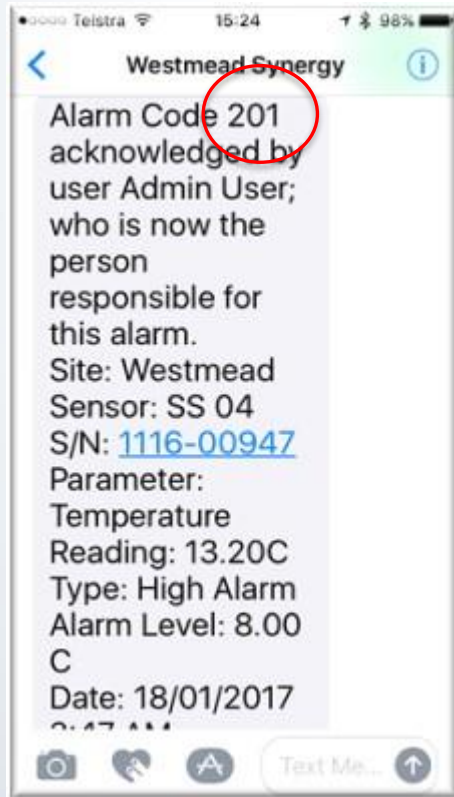 Telstra 15:24 98%
Westmead Synergy
Alarm Code 201
acknowledged by
user Admin User;
who is now the
person
responsible for
this alarm.
Site: Westmead
Sensor: SS 04
S/N: 1116-00947
Parameter:
Temperature
Reading: 13.20C
Type: High Alarm
Alarm Level: 8.00
C
Date: 18/01/2017
AM
Text Me...